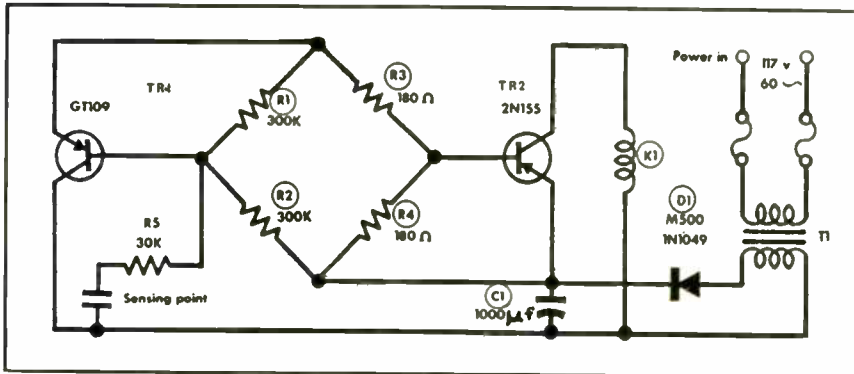 TR4
GT109
R1
300K
R3
180 Ω
TR2
2N155
Power in
117 v
60 ~
K1
R2
300K
R4
180 Ω
R5
30K
Sensing point
C1
1000 µf
D1
M500
1N1049
T1